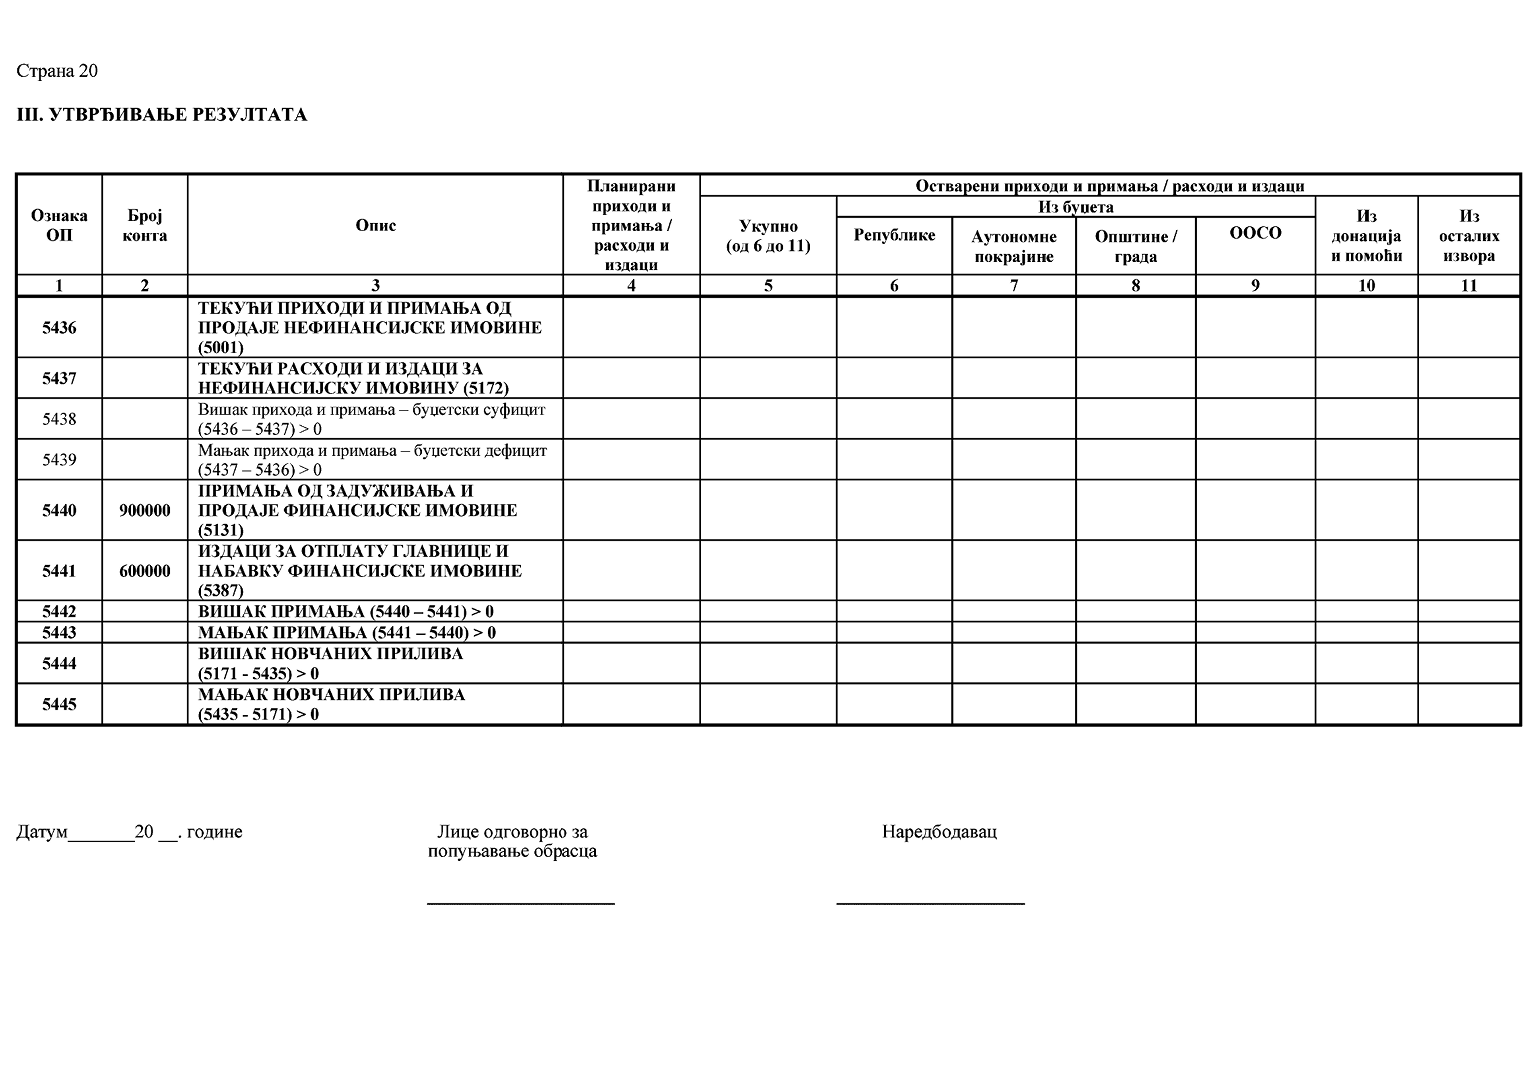 Страна 20
III. УТВРЂИВАЊЕ РЕЗУЛТАТА
Ознака
ОП
Број
конта
Опис
Планирани
приходи и
примања /
расходи и
издаци
Остварени приходи и примања / расходи и издаци
Укупно
(од 6 до 11)
Из буџета
Републике
Аутономне
покрајине
Општине /
града
ООСО
Из
донација
и помоћи
Из
осталих
извора
1 2 3 4 5 6 7 8 9 10 11
5436
ТЕКУЋИ ПРИХОДИ И ПРИМАЊА ОД
ПРОДАЈЕ НЕФИНАНСИЈСКЕ ИМОВИНЕ
(5001)
5437
ТЕКУЋИ РАСХОДИ И ИЗДАЦИ ЗА
НЕФИНАНСИЈСКУ ИМОВИНУ (5172)
5438
Вишак прихода и примања – буџетски суфицит
(5436 – 5437) > 0
5439
Мањак прихода и примања – буџетски дефицит
(5437 – 5436) > 0
5440 900000
ПРИМАЊА ОД ЗАДУЖИВАЊА И
ПРОДАЈЕ ФИНАНСИЈСКЕ ИМОВИНЕ
(5131)
5441 600000
ИЗДАЦИ ЗА ОТПЛАТУ ГЛАВНИЦЕ И
НАБАВКУ ФИНАНСИЈСКЕ ИМОВИНЕ
(5387)
5442 ВИШАК ПРИМАЊА (5440 – 5441) > 0
5443 МАЊАК ПРИМАЊА (5441 – 5440) > 0
5444
ВИШАК НОВЧАНИХ ПРИЛИВА
(5171 - 5435) > 0
5445
МАЊАК НОВЧАНИХ ПРИЛИВА
(5435 - 5171) > 0
Датум_______20 __. године
Лице одговорно за
попуњавање обрасца
Наредбодавац